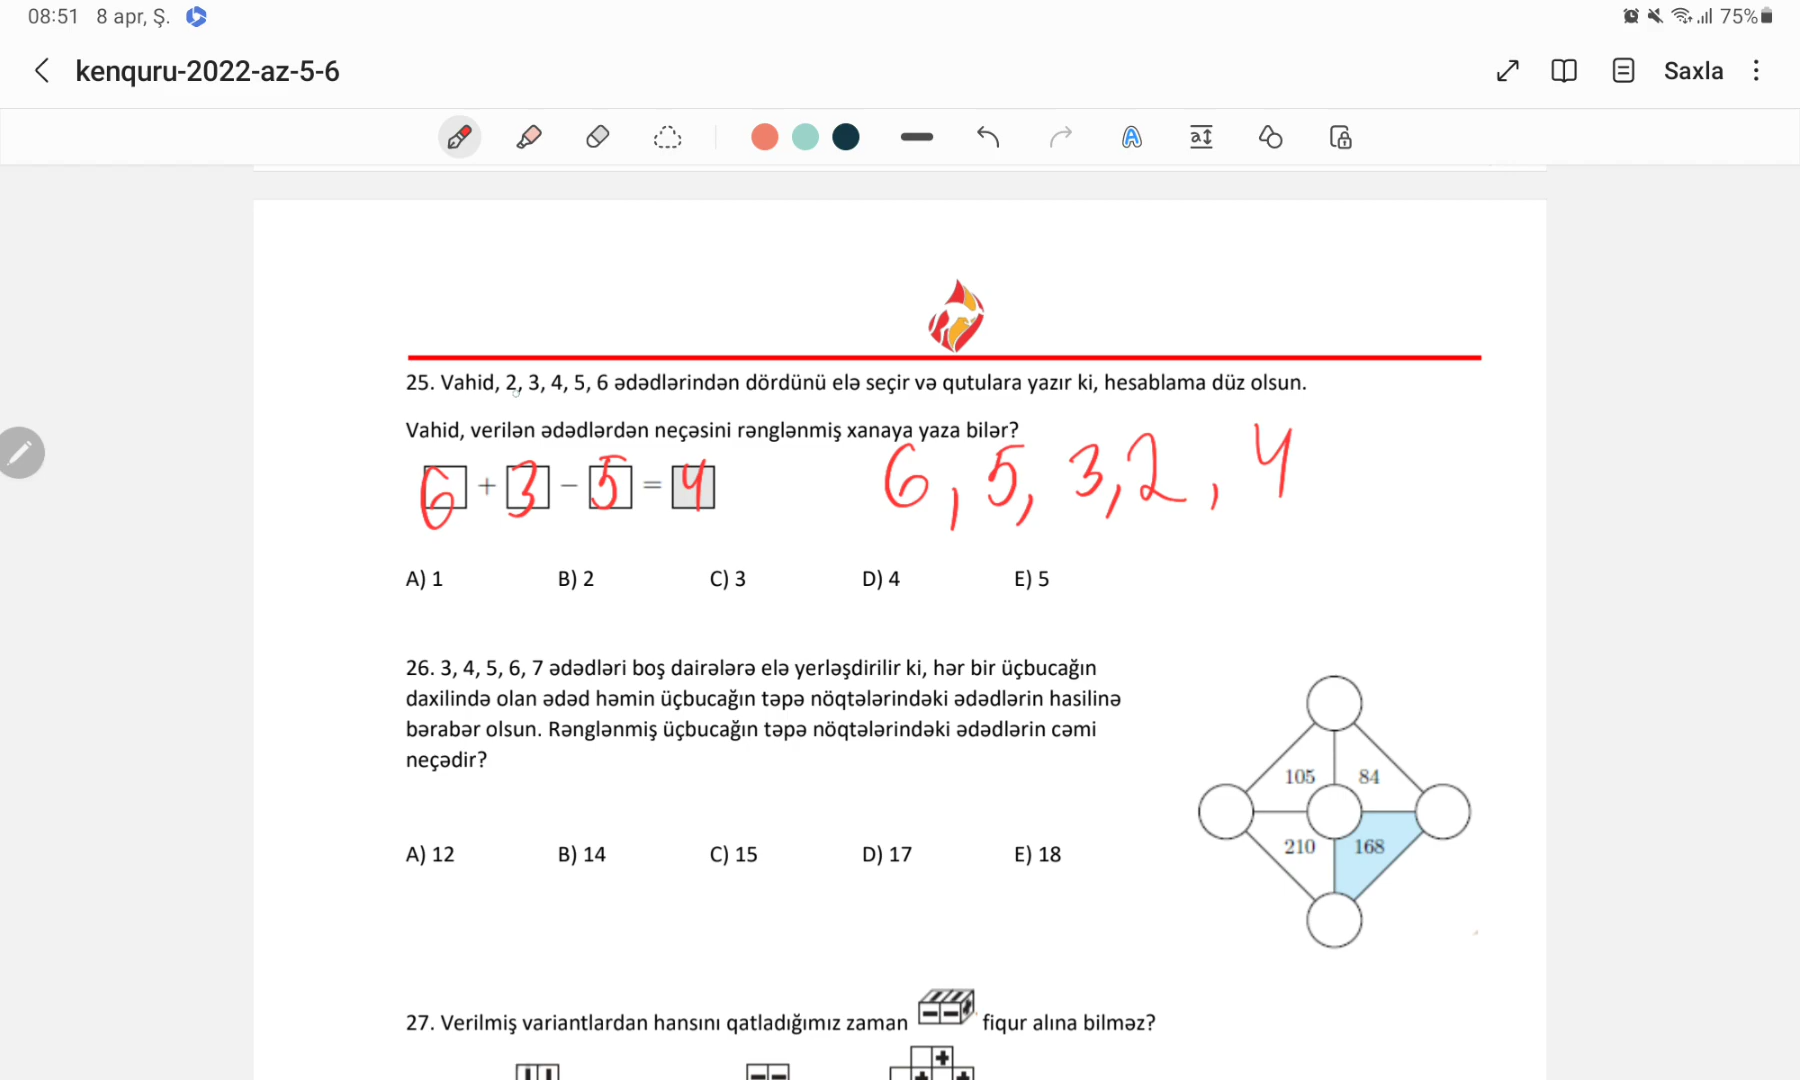 08:51 8 apr, Ş. 75%
kenquru-2022-az-5-6 Saxla
25. Vahid, 2, 3, 4, 5, 6 ədədlərindən dördünü elə seçir və qutulara yazır ki, hesablama düz olsun.
Vahid, verilən ədədlərdən neçəsini rənglənmiş xanaya yaza bilər?
6 + 3 − 5 = 4 6, 5, 3, 2, 4
A) 1 B) 2 C) 3 D) 4 E) 5
26. 3, 4, 5, 6, 7 ədədləri boş dairələrə elə yerləşdirilir ki, hər bir üçbucağın
daxilində olan ədəd həmin üçbucağın təpə nöqtələrindəki ədədlərin hasilinə
bərabər olsun. Rənglənmiş üçbucağın təpə nöqtələrindəki ədədlərin cəmi
neçədir?
105 84
210 168
A) 12 B) 14 C) 15 D) 17 E) 18
27. Verilmiş variantlardan hansını qatladığımız zaman fiqur alına bilməz?